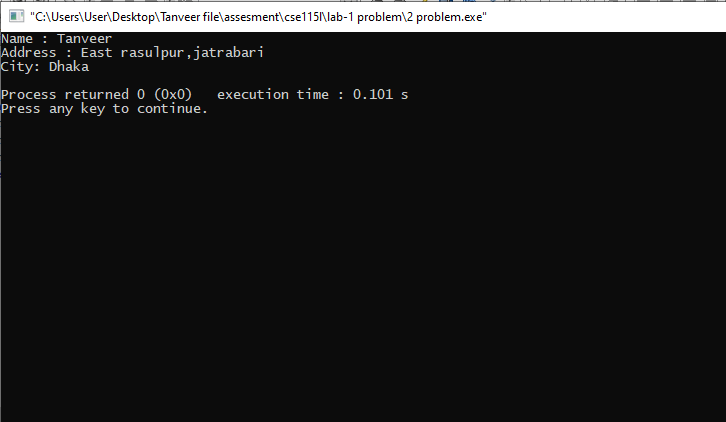 "C:\Users\User\Desktop\Tanveer file\assesment\cse115l\lab-1 problem\2 problem.exe"
Name : Tanveer
Address : East rasulpur,jatrabari
City: Dhaka
Process returned 0 (0x0)   execution time : 0.101 s
Press any key to continue.